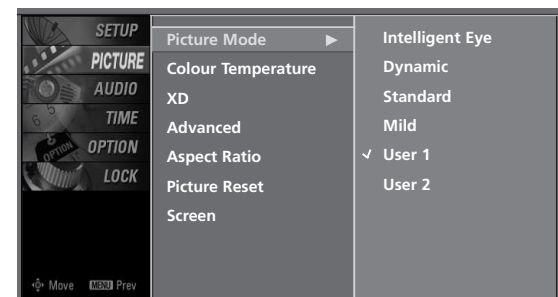 SETUP
PICTURE
AUDIO
TIME
OPTION
LOCK
Move MENU Prev
Picture Mode ▶
Colour Temperature
XD
Advanced
Aspect Ratio
Picture Reset
Screen
Intelligent Eye
Dynamic
Standard
Mild
✓ User 1
User 2